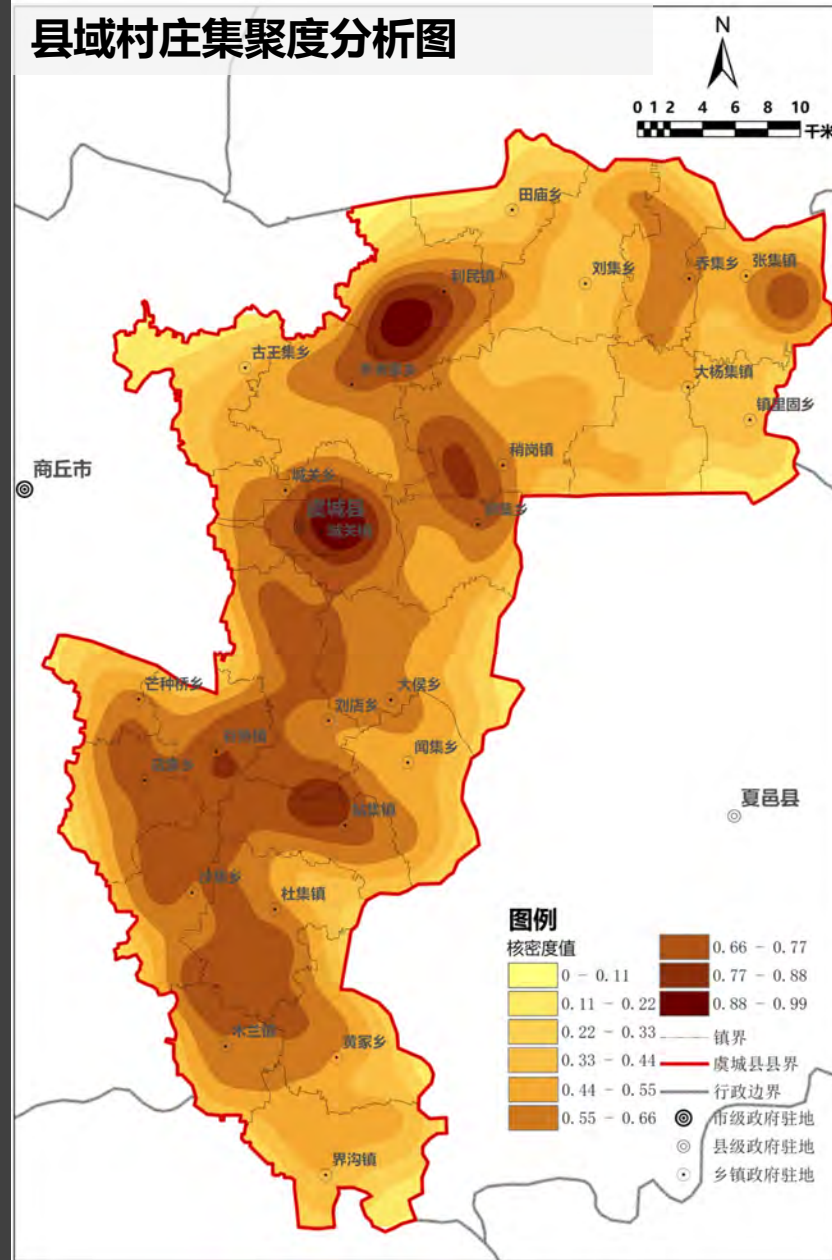 县域村庄集聚度分析图
N
0 1 2 4 6 8 10
千米
田庙乡
利民镇
刘集乡
乔集乡
张集镇
古王集乡
大杨集镇
镇里固乡
稍岗镇
商丘市
城关乡
虞城县
城关镇
芒种桥乡
大侯乡
刘店乡
闻集乡
夏邑县
杜集镇
木兰镇
黄冢乡
界沟镇
图例
核密度值
0 - 0.11
0.11 - 0.22
0.22 - 0.33
0.33 - 0.44
0.44 - 0.55
0.55 - 0.66
0.66 - 0.77
0.77 - 0.88
0.88 - 0.99
镇界
虞城县县界
行政边界
市级政府驻地
县级政府驻地
乡镇政府驻地